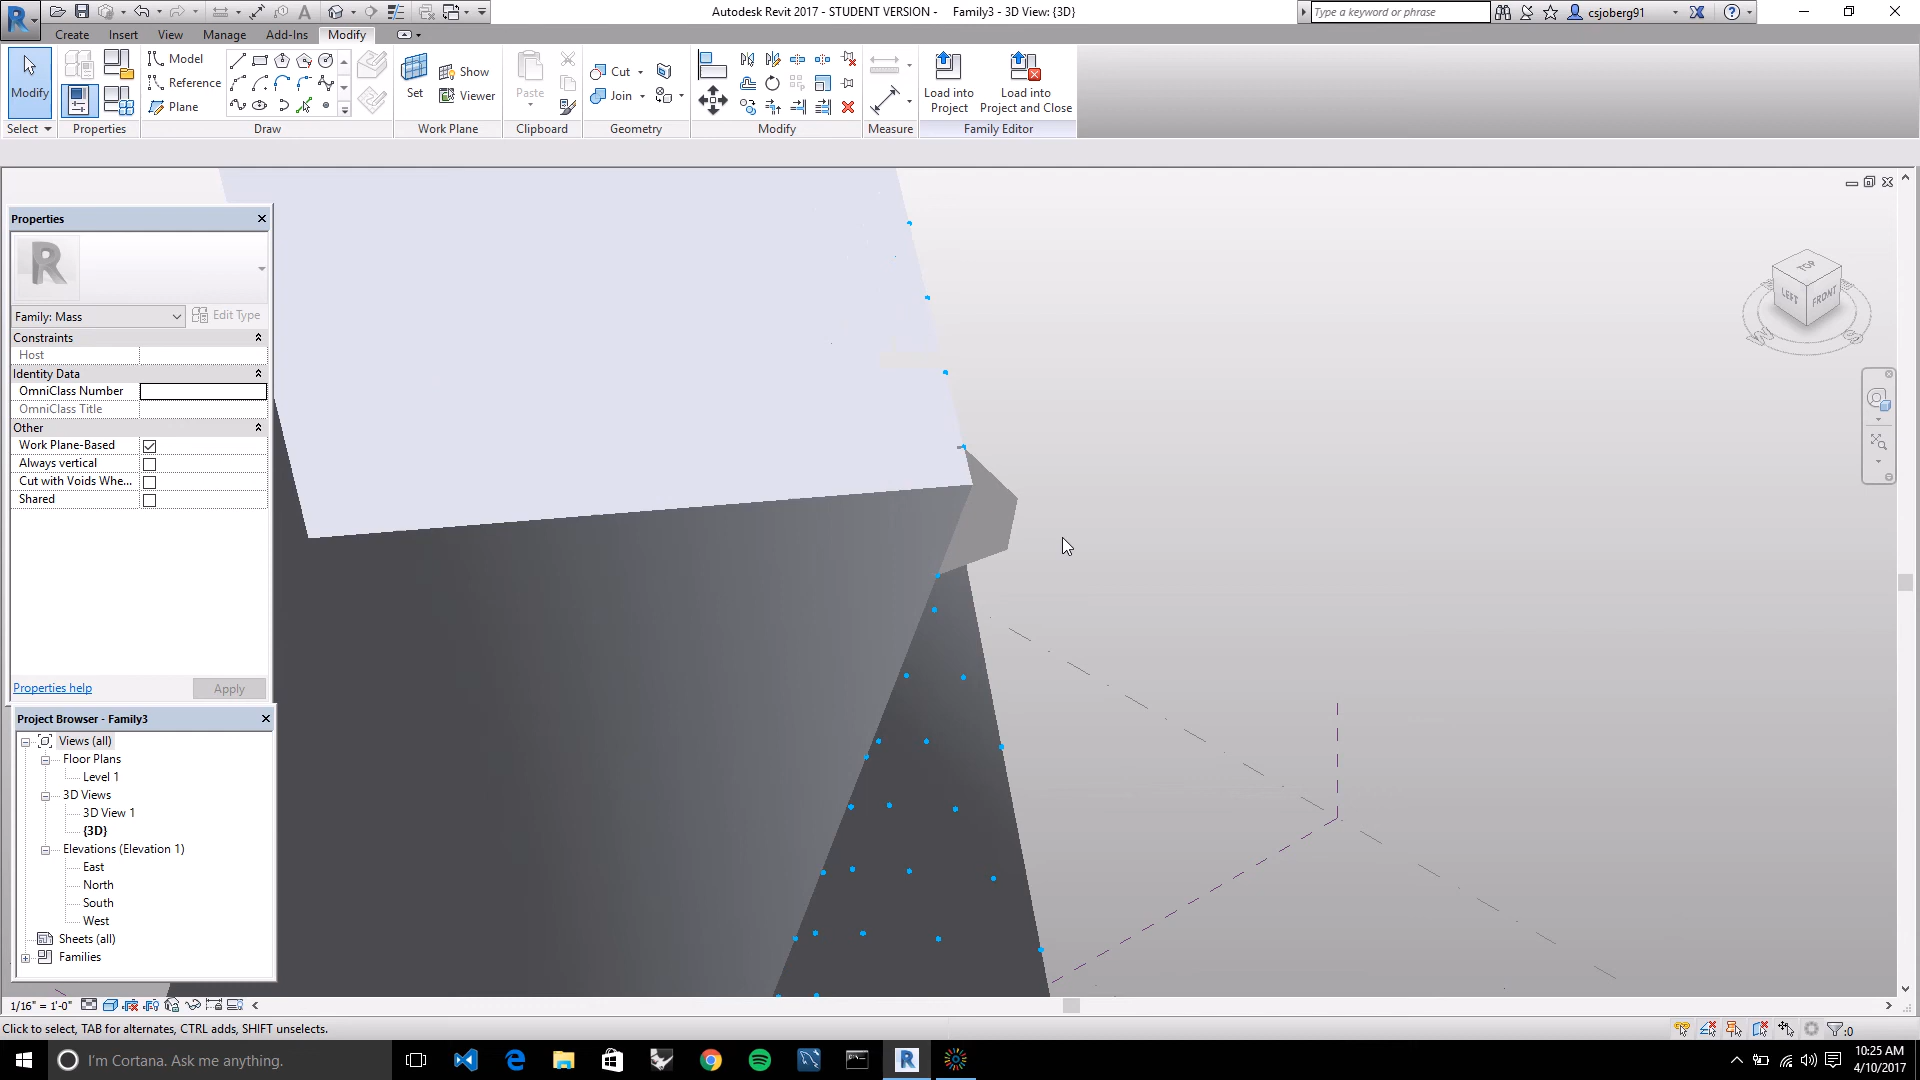 Autodesk Revit 2017 - STUDENT VERSION - Family3 - 3D View: {3D}
Type a keyword or phrase
csjoberg91
Create Insert View Manage Add-Ins Modify
Modify
Model
Reference
Plane
Set
Show
Viewer
Paste
Cut
Join
Load into
Project
Load into
Project and Close
Select Properties Draw Work Plane Clipboard Geometry Modify Measure Family Editor
Properties
R
Family: Mass
Edit Type
Constraints
Host
Identity Data
OmniClass Number
OmniClass Title
Other
Work Plane-Based
Always vertical
Cut with Voids Whe...
Shared
Properties help
Apply
TOP
LEFT
FRONT
Project Browser - Family3
Views (all)
Floor Plans
Level 1
3D Views
3D View 1
{3D}
Elevations (Elevation 1)
East
North
South
West
Sheets (all)
Families
1/16" = 1'-0"
Click to select, TAB for alternates, CTRL adds, SHIFT unselects.
:0
I'm Cortana. Ask me anything.
10:25 AM
4/10/2017